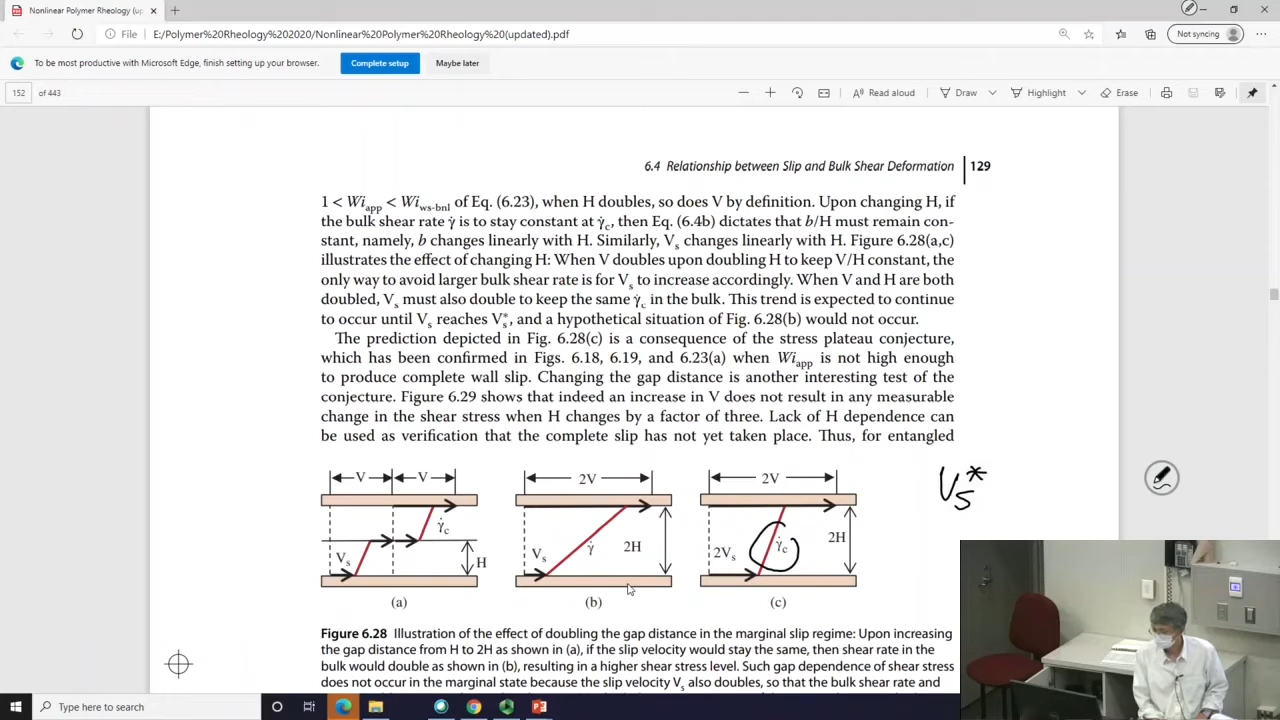 Nonlinear Polymer Rheology (up
File
E:/Polymer%20Rheology%202020/Nonlinear%20Polymer%20Rheology%20(updated).pdf
Not syncing
To be most productive with Microsoft Edge, finish setting up your browser.
Complete setup
Maybe later
152 of 443
Read aloud
Draw
Highlight
Erase
6.4 Relationship between Slip and Bulk Shear Deformation 129
1 < Wi_app < Wi_ws-bnl of Eq. (6.23), when H doubles, so does V by definition. Upon changing H, if
the bulk shear rate γ̇ is to stay constant at γ̇_c, then Eq. (6.4b) dictates that b/H must remain con-
stant, namely, b changes linearly with H. Similarly, V_s changes linearly with H. Figure 6.28(a,c)
illustrates the effect of changing H: When V doubles upon doubling H to keep V/H constant, the
only way to avoid larger bulk shear rate is for V_s to increase accordingly. When V and H are both
doubled, V_s must also double to keep the same γ̇_c in the bulk. This trend is expected to continue
to occur until V_s reaches V_s*, and a hypothetical situation of Fig. 6.28(b) would not occur.
The prediction depicted in Fig. 6.28(c) is a consequence of the stress plateau conjecture,
which has been confirmed in Figs. 6.18, 6.19, and 6.23(a) when Wi_app is not high enough
to produce complete wall slip. Changing the gap distance is another interesting test of the
conjecture. Figure 6.29 shows that indeed an increase in V does not result in any measurable
change in the shear stress when H changes by a factor of three. Lack of H dependence can
be used as verification that the complete slip has not yet taken place. Thus, for entangled
V V
γ̇_c
V_s
H
(a)
2V
V_s
γ̇
2H
(b)
2V
2V_s
γ̇_c
2H
(c)
V_s*
Figure 6.28 Illustration of the effect of doubling the gap distance in the marginal slip regime: Upon increasing
the gap distance from H to 2H as shown in (a), if the slip velocity would stay the same, then shear rate in the
bulk would double as shown in (b), resulting in a higher shear stress level. Such gap dependence of shear stress
does not occur in the marginal state because the slip velocity V_s also doubles, so that the bulk shear rate and
Type here to search